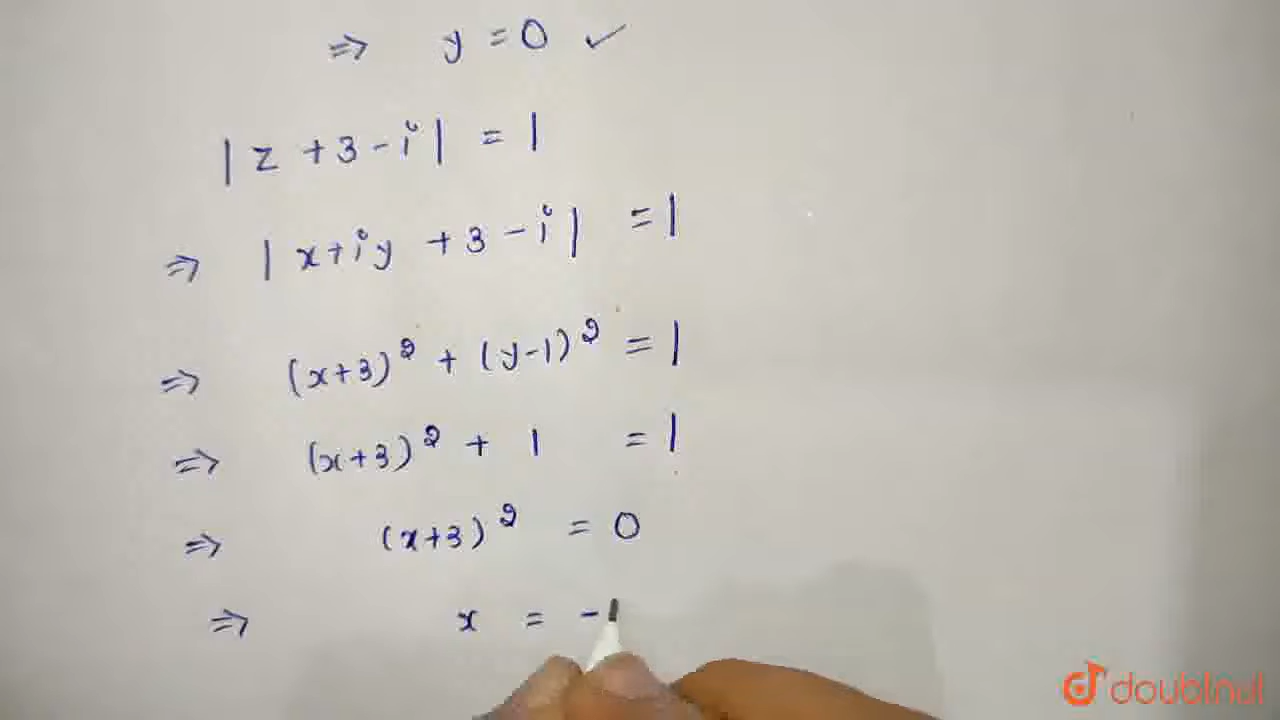 ⇒ y = 0 ✓
|z + 3 - i| = 1
⇒ |x + iy + 3 - i| = 1
⇒ (x+3)² + (y-1)² = 1
⇒ (x+3)² + 1 = 1
⇒ (x+3)² = 0
⇒ x = -
doubtnut